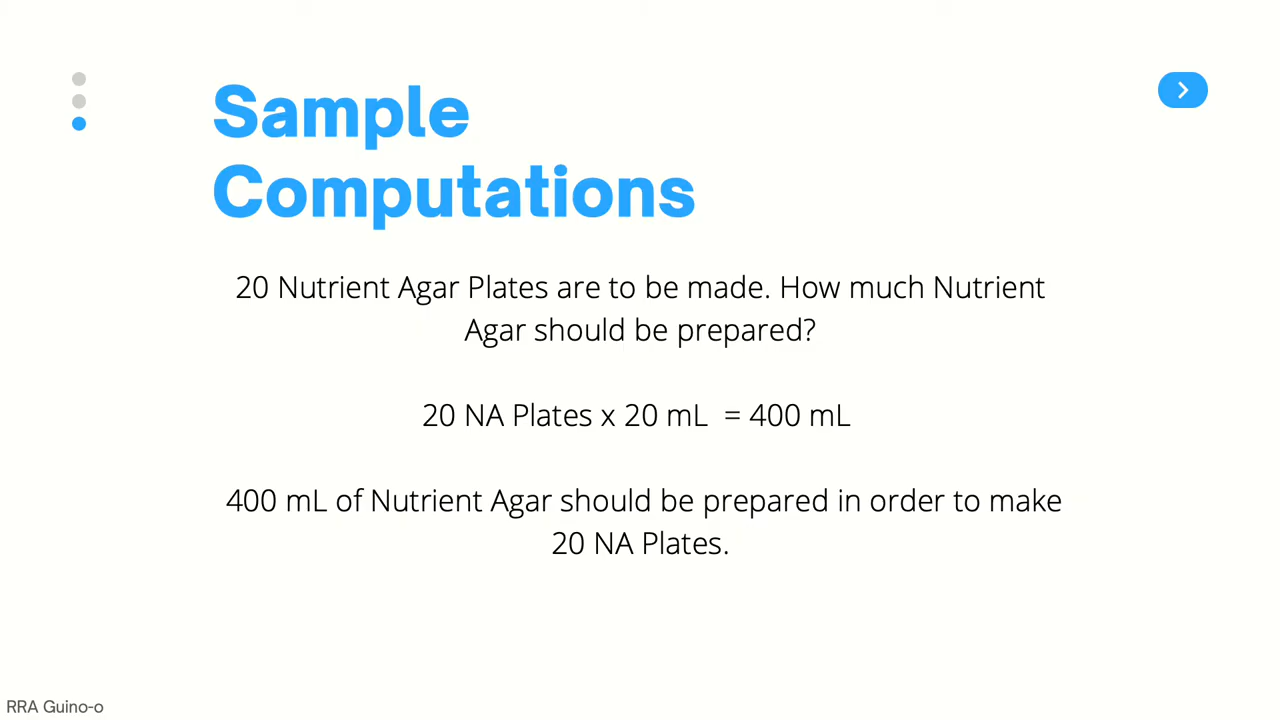 Sample
Computations
20 Nutrient Agar Plates are to be made. How much Nutrient
Agar should be prepared?
20 NA Plates x 20 mL = 400 mL
400 mL of Nutrient Agar should be prepared in order to make
20 NA Plates.
RRA Guino-o